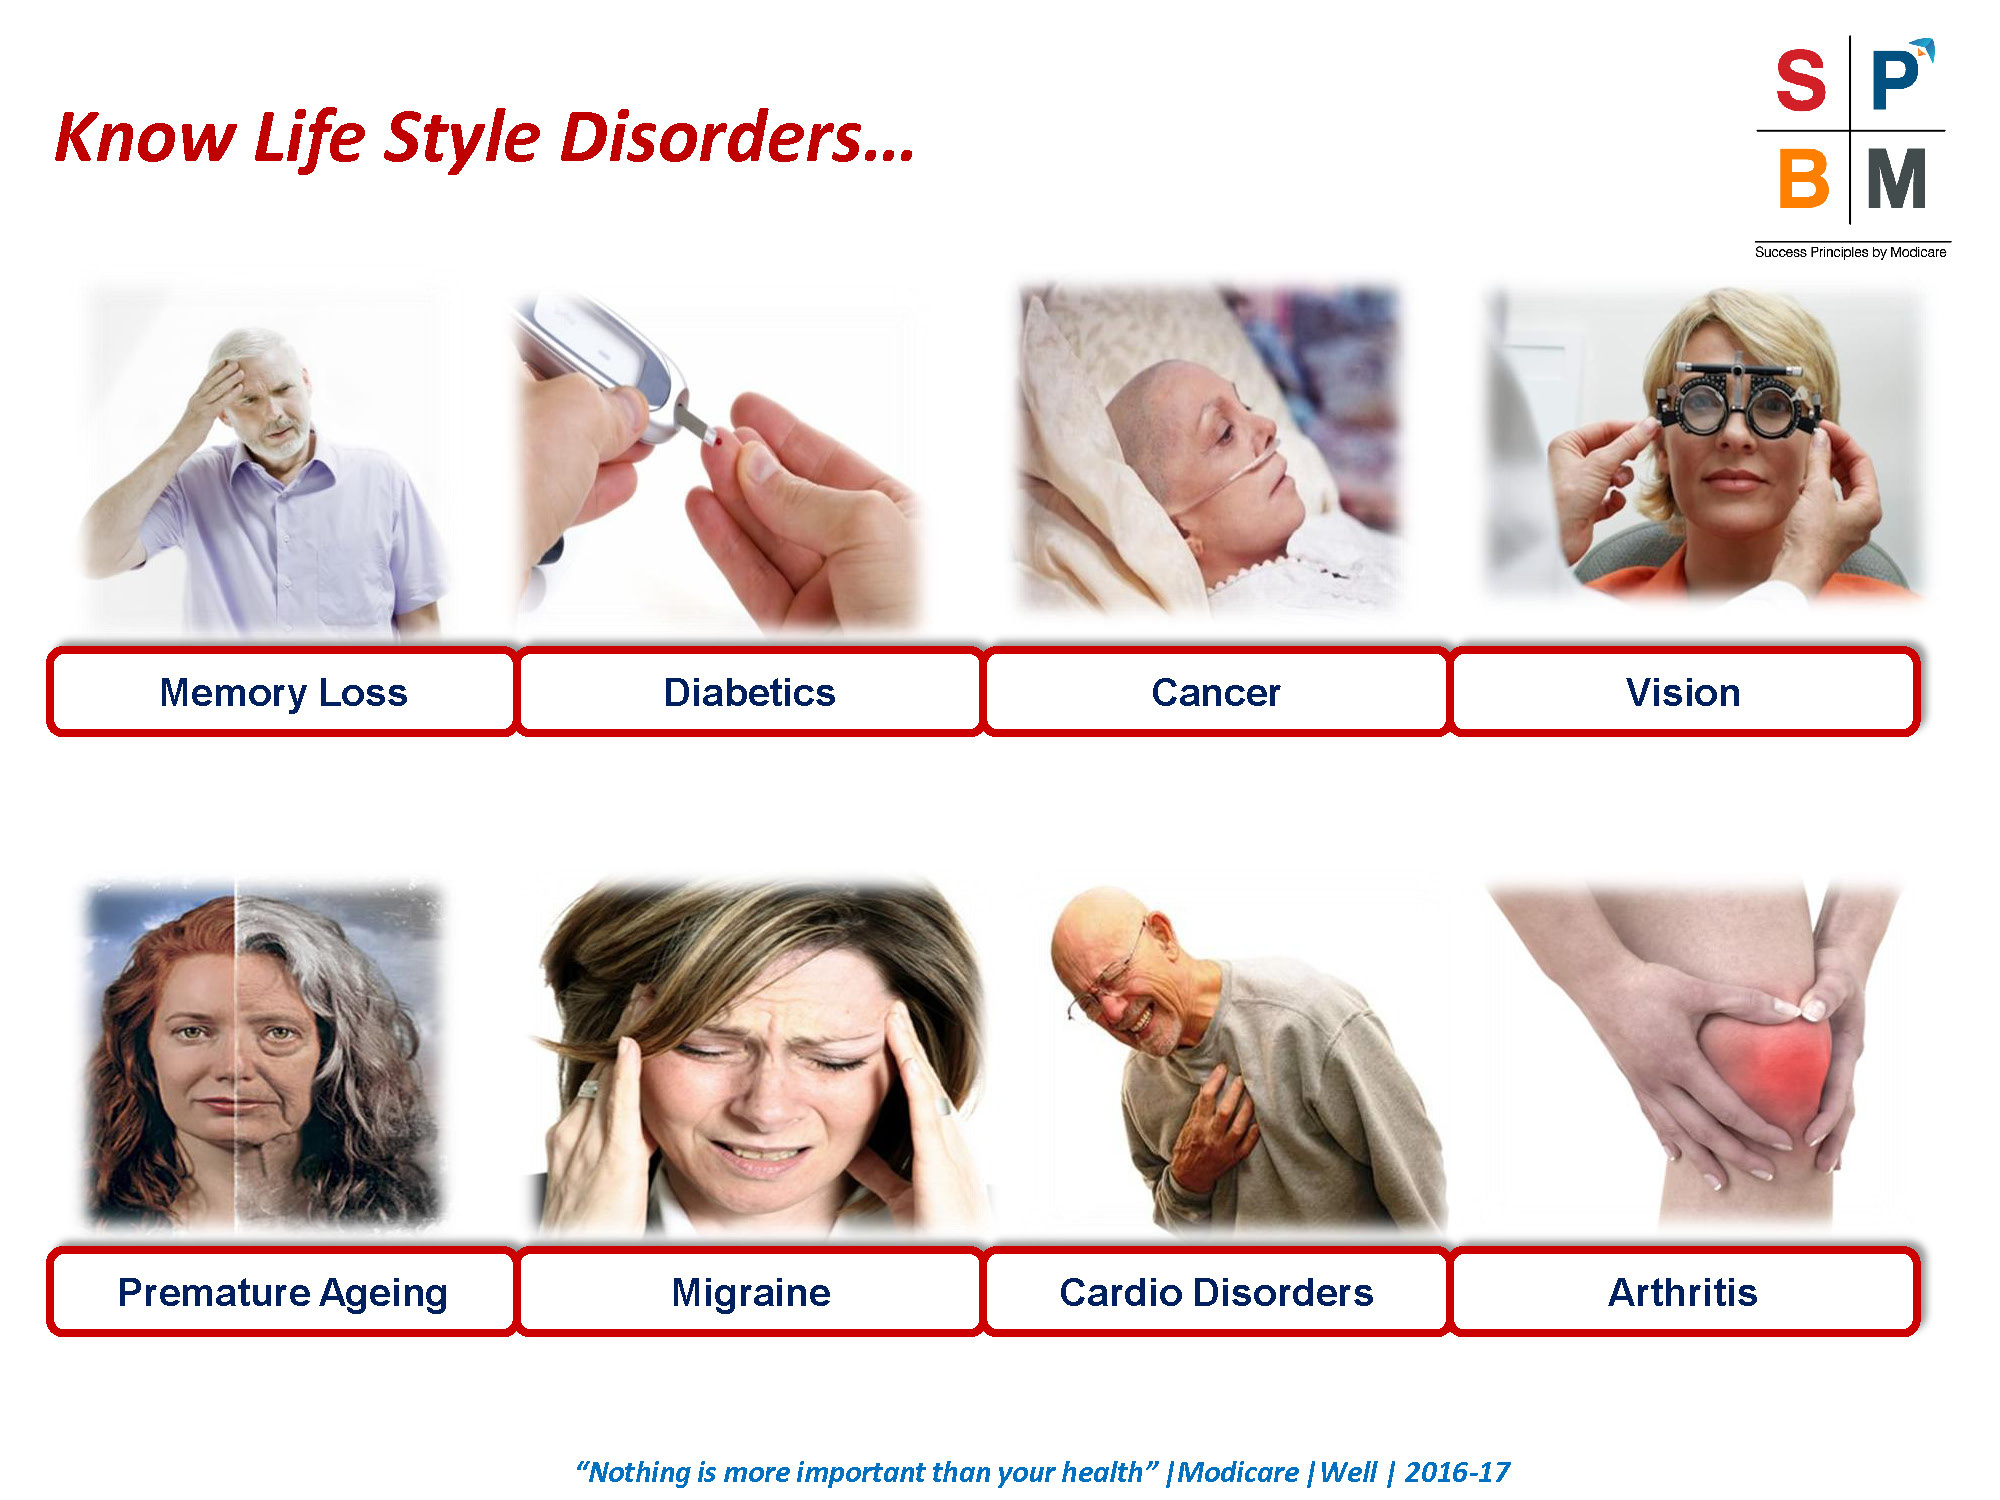 Know Life Style Disorders...
S P
B M
Success Principles by Modicare
Memory Loss
Diabetics
Cancer
Vision
Premature Ageing
Migraine
Cardio Disorders
Arthritis
“Nothing is more important than your health” |Modicare |Well | 2016-17